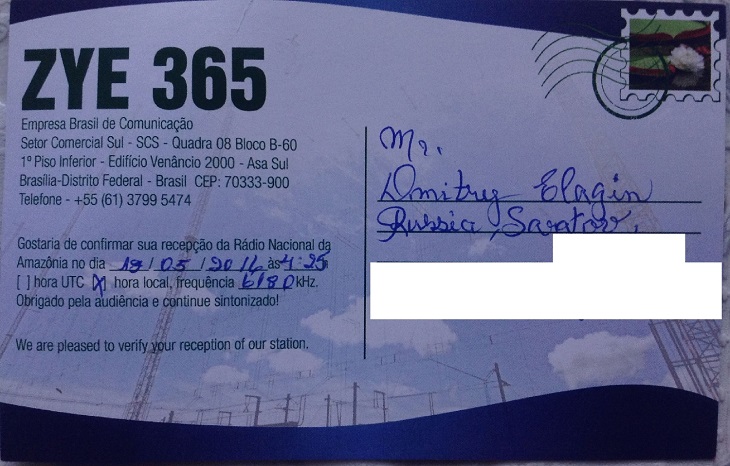 ZYE 365
Empresa Brasil de Comunicação
Setor Comercial Sul - SCS - Quadra 08 Bloco B-60
1º Piso Inferior - Edifício Venâncio 2000 - Asa Sul
Brasília-Distrito Federal - Brasil CEP: 70333-900
Telefone - +55 (61) 3799 5474
Gostaria de confirmar sua recepção da Rádio Nacional da
Amazônia no dia 19/05/2016 às 4:25
[ ] hora UTC [X] hora local, frequência 6180 kHz.
Obrigado pela audiência e continue sintonizado!
We are pleased to verify your reception of our station.
Mr.
Dmitry Elagin
Russia, Saratov,